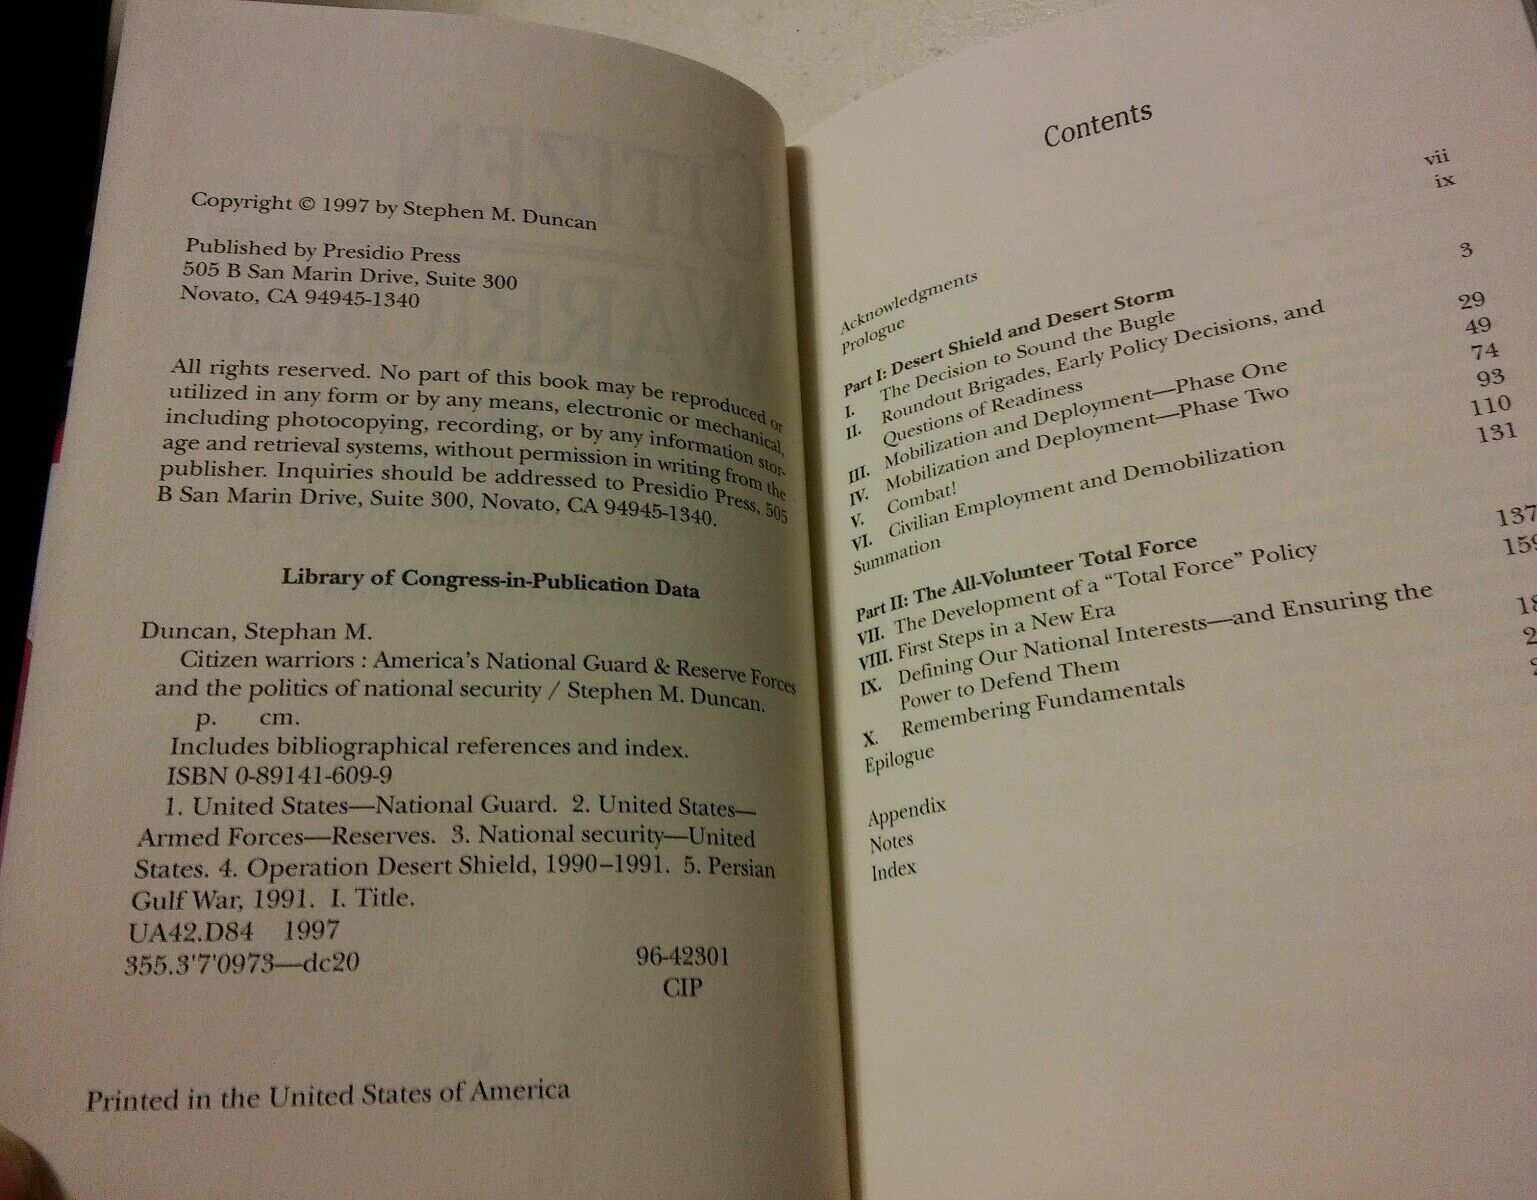 Copyright © 1997 by Stephen M. Duncan
Published by Presidio Press
505 B San Marin Drive, Suite 300
Novato, CA 94945-1340
All rights reserved. No part of this book may be reproduced or
utilized in any form or by any means, electronic or mechanical,
including photocopying, recording, or by any information stor-
age and retrieval systems, without permission in writing from the
publisher. Inquiries should be addressed to Presidio Press, 505
B San Marin Drive, Suite 300, Novato, CA 94945-1340.
Library of Congress-in-Publication Data
Duncan, Stephan M.
Citizen warriors : America's National Guard & Reserve Forces
and the politics of national security / Stephen M. Duncan.
p. cm.
Includes bibliographical references and index.
ISBN 0-89141-609-9
1. United States—National Guard. 2. United States—
Armed Forces—Reserves. 3. National security—United
States. 4. Operation Desert Shield, 1990–1991. 5. Persian
Gulf War, 1991. I. Title.
UA42.D84 1997
355.3'7'0973—dc20 96-42301
CIP
Printed in the United States of America
Contents
Acknowledgments vii
Prologue ix
Part I: Desert Shield and Desert Storm
I. The Decision to Sound the Bugle 3
II. Roundout Brigades, Early Policy Decisions, and
Questions of Readiness 29
III. Mobilization and Deployment—Phase One 49
IV. Mobilization and Deployment—Phase Two 74
V. Combat! 93
VI. Civilian Employment and Demobilization 110
Summation 131
Part II: The All-Volunteer Total Force
VII. The Development of a “Total Force” Policy 137
VIII. First Steps in a New Era 159
IX. Defining Our National Interests—and Ensuring the
Power to Defend Them
X. Remembering Fundamentals
Epilogue
Appendix
Notes
Index